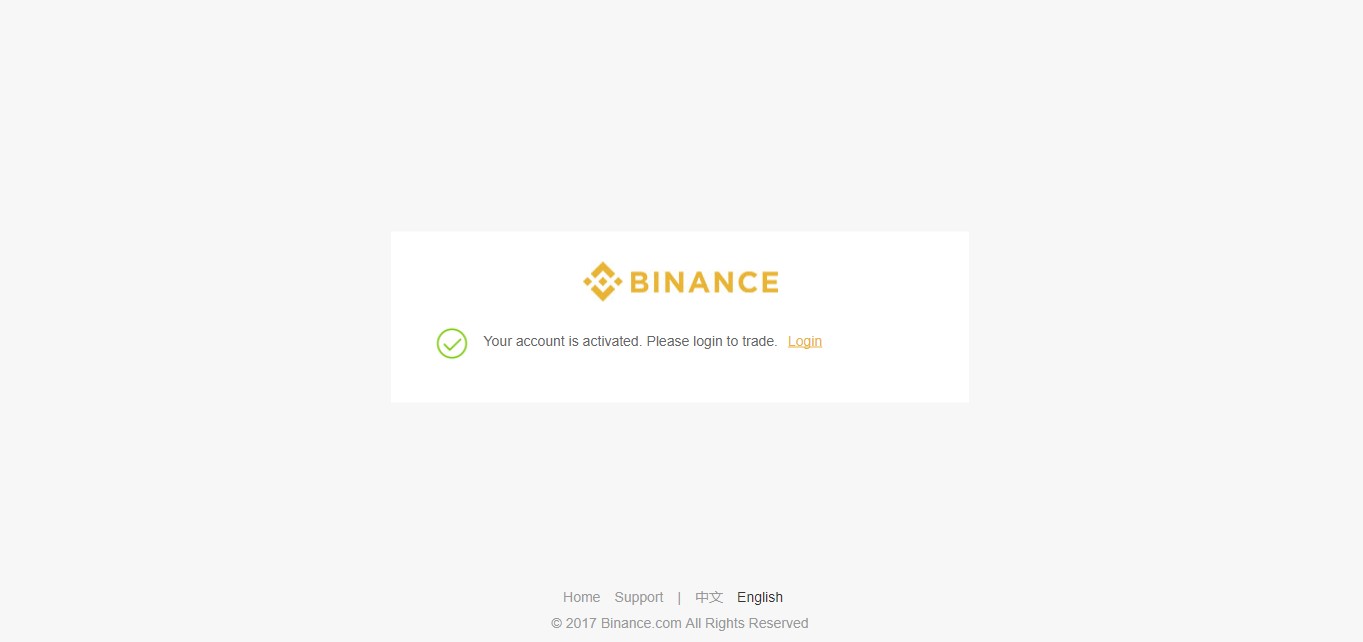 BINANCE
Your account is activated. Please login to trade. Login
Home Support | 中文 English
© 2017 Binance.com All Rights Reserved